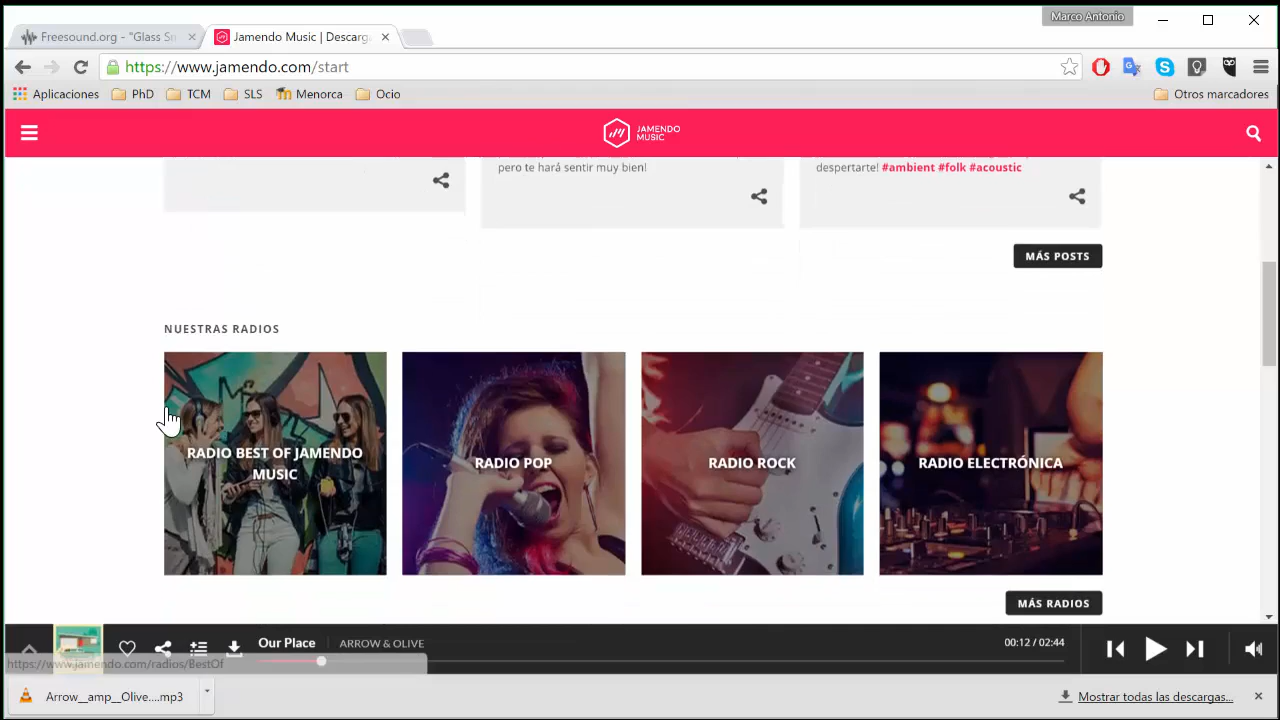 Marco Antonio
Freesound.org - "Glass Sm
Jamendo Music | Descarga
https://www.jamendo.com/start
Aplicaciones
PhD
TCM
SLS
Menorca
Ocio
Otros marcadores
JAMENDO
MUSIC
pero te hará sentir muy bien!
despertarte! #ambient #folk #acoustic
MÁS POSTS
NUESTRAS RADIOS
RADIO BEST OF JAMENDO
MUSIC
RADIO POP
RADIO ROCK
RADIO ELECTRÓNICA
MÁS RADIOS
Our Place
ARROW & OLIVE
00:12 / 02:44
https://www.jamendo.com/radios/BestOf
Arrow__amp__Olive....mp3
Mostrar todas las descargas...